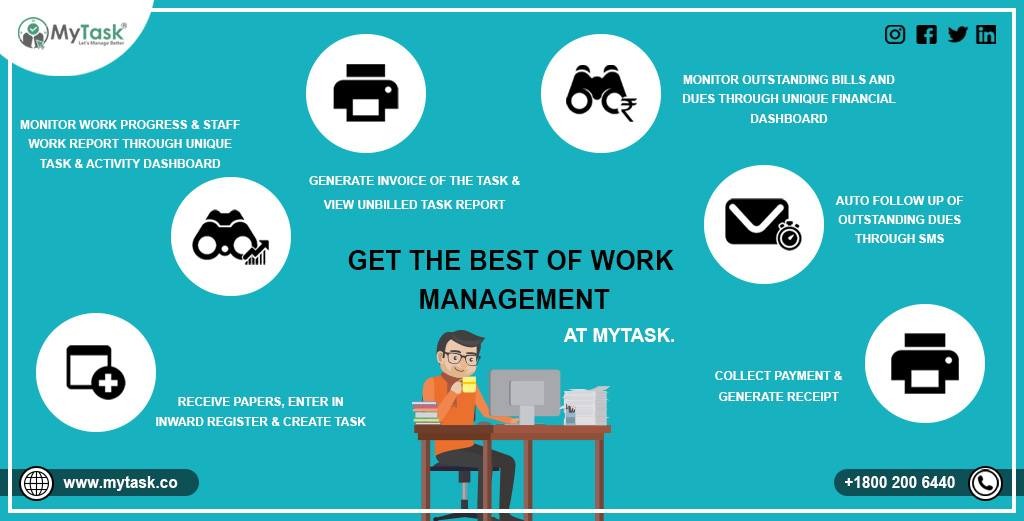 MyTask®
Let's Manage Better
MONITOR WORK PROGRESS & STAFF
WORK REPORT THROUGH UNIQUE
TASK & ACTIVITY DASHBOARD
GENERATE INVOICE OF THE TASK &
VIEW UNBILLED TASK REPORT
₹
MONITOR OUTSTANDING BILLS AND
DUES THROUGH UNIQUE FINANCIAL
DASHBOARD
AUTO FOLLOW UP OF
OUTSTANDING DUES
THROUGH SMS
GET THE BEST OF WORK
MANAGEMENT
AT MYTASK.
RECEIVE PAPERS, ENTER IN
INWARD REGISTER & CREATE TASK
COLLECT PAYMENT &
GENERATE RECEIPT
www.mytask.co
+1800 200 6440